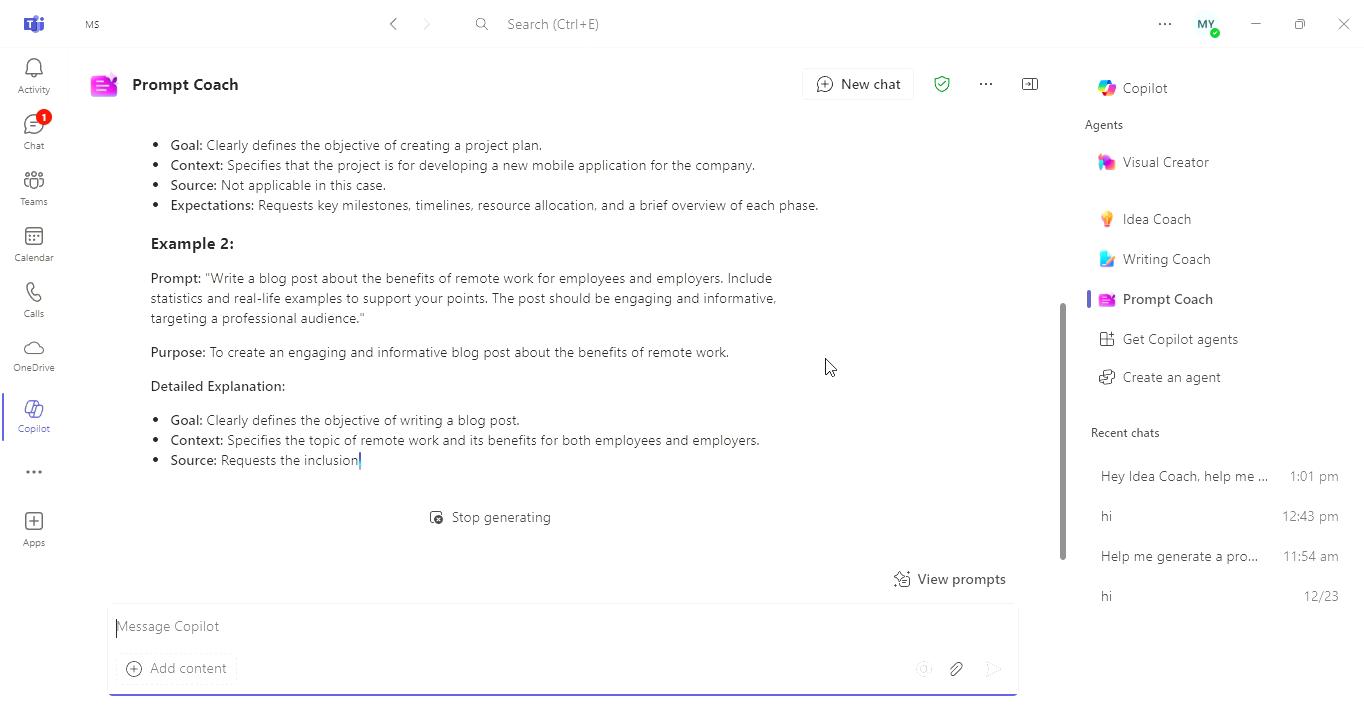 MS
Search (Ctrl+E)
MY
Activity
Chat
1
Teams
Calendar
Calls
OneDrive
Copilot
Apps
Prompt Coach
New chat
• Goal: Clearly defines the objective of creating a project plan.
• Context: Specifies that the project is for developing a new mobile application for the company.
• Source: Not applicable in this case.
• Expectations: Requests key milestones, timelines, resource allocation, and a brief overview of each phase.
Example 2:
Prompt: "Write a blog post about the benefits of remote work for employees and employers. Include
statistics and real-life examples to support your points. The post should be engaging and informative,
targeting a professional audience."
Purpose: To create an engaging and informative blog post about the benefits of remote work.
Detailed Explanation:
• Goal: Clearly defines the objective of writing a blog post.
• Context: Specifies the topic of remote work and its benefits for both employees and employers.
• Source: Requests the inclusion
Stop generating
View prompts
Message Copilot
Add content
Copilot
Agents
Visual Creator
Idea Coach
Writing Coach
Prompt Coach
Get Copilot agents
Create an agent
Recent chats
Hey Idea Coach, help me ... 1:01 pm
hi 12:43 pm
Help me generate a pro... 11:54 am
hi 12/23